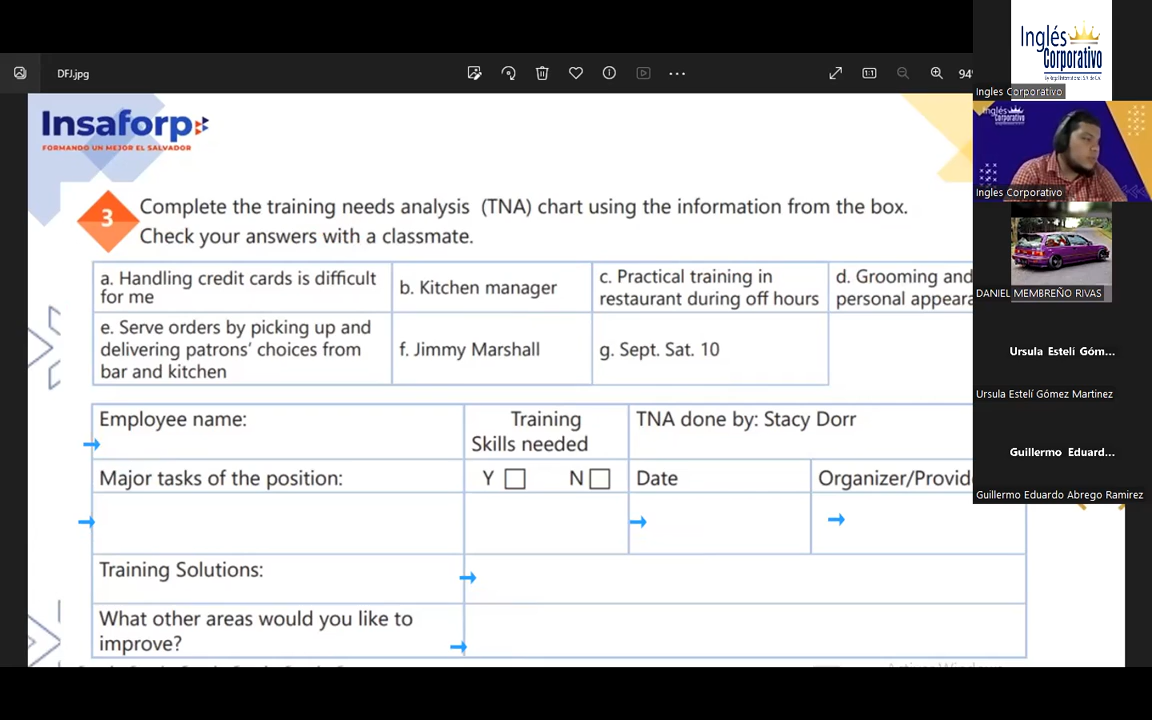 DFJ.jpg
94
Insaforp
FORMANDO UN MEJOR EL SALVADOR
3
Complete the training needs analysis (TNA) chart using the information from the box.
Check your answers with a classmate.
a. Handling credit cards is difficult
for me
b. Kitchen manager
c. Practical training in
restaurant during off hours
d. Grooming and
personal appeara
e. Serve orders by picking up and
delivering patrons' choices from
bar and kitchen
f. Jimmy Marshall
g. Sept. Sat. 10
Employee name:
Training
Skills needed
TNA done by: Stacy Dorr
Major tasks of the position:
Y N
Date
Organizer/Provide
Training Solutions:
What other areas would you like to
improve?
Inglés
Corporativo
Ingles Corporativo
Inglés
Corporativo
Ingles Corporativo
DANIEL MEMBREÑO RIVAS
Ursula Estelí Góm...
Ursula Estelí Gómez Martinez
Guillermo Eduard...
Guillermo Eduardo Abrego Ramirez